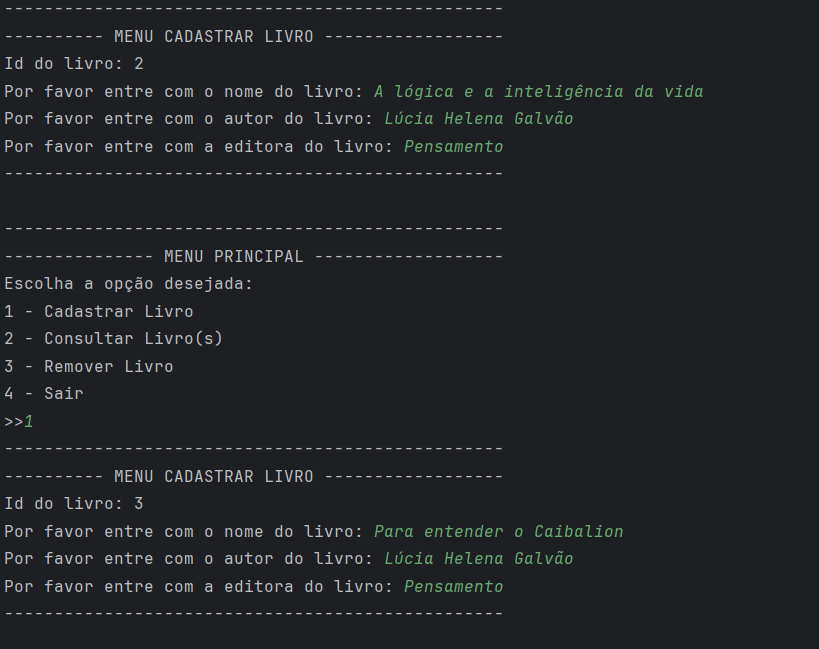 --------------------------------------------------
---------- MENU CADASTRAR LIVRO ------------------
Id do livro: 2
Por favor entre com o nome do livro: A lógica e a inteligência da vida
Por favor entre com o autor do livro: Lúcia Helena Galvão
Por favor entre com a editora do livro: Pensamento
--------------------------------------------------
--------------------------------------------------
--------------- MENU PRINCIPAL -------------------
Escolha a opção desejada:
1 - Cadastrar Livro
2 - Consultar Livro(s)
3 - Remover Livro
4 - Sair
>>1
--------------------------------------------------
---------- MENU CADASTRAR LIVRO ------------------
Id do livro: 3
Por favor entre com o nome do livro: Para entender o Caibalion
Por favor entre com o autor do livro: Lúcia Helena Galvão
Por favor entre com a editora do livro: Pensamento
--------------------------------------------------